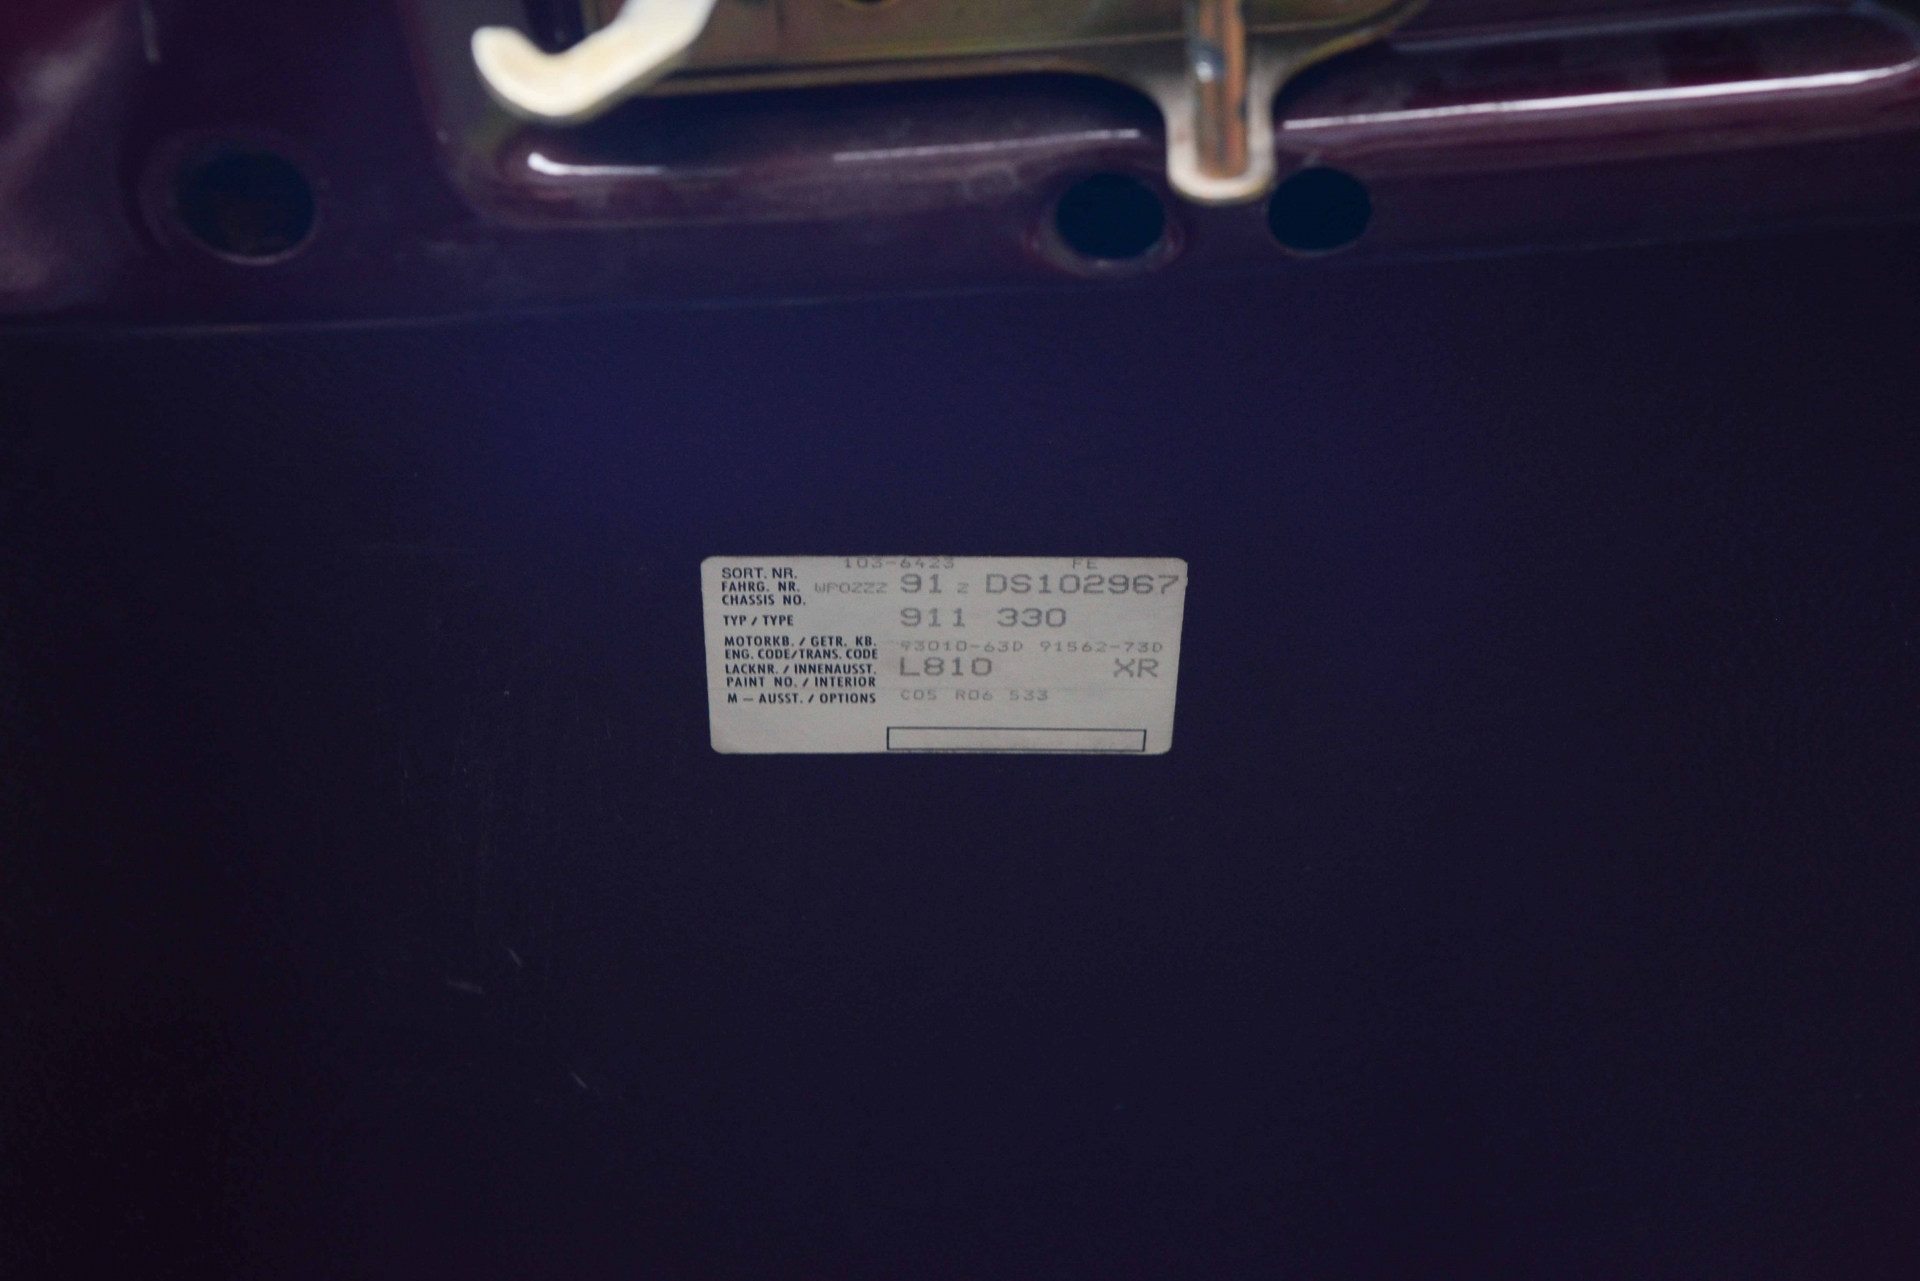 SORT. NR. 103-6423 FE
FAHRG. NR. WPOZZZ 91 Z DS102967
CHASSIS NO.
TYP / TYPE 911 330
MOTORKB. / GETR. KB. 93010-63D 91562-73D
ENG. CODE/TRANS. CODE
LACKNR. / INNENAUSST. L810 XR
PAINT NO. / INTERIOR
M — AUSST. / OPTIONS C05 R06 533